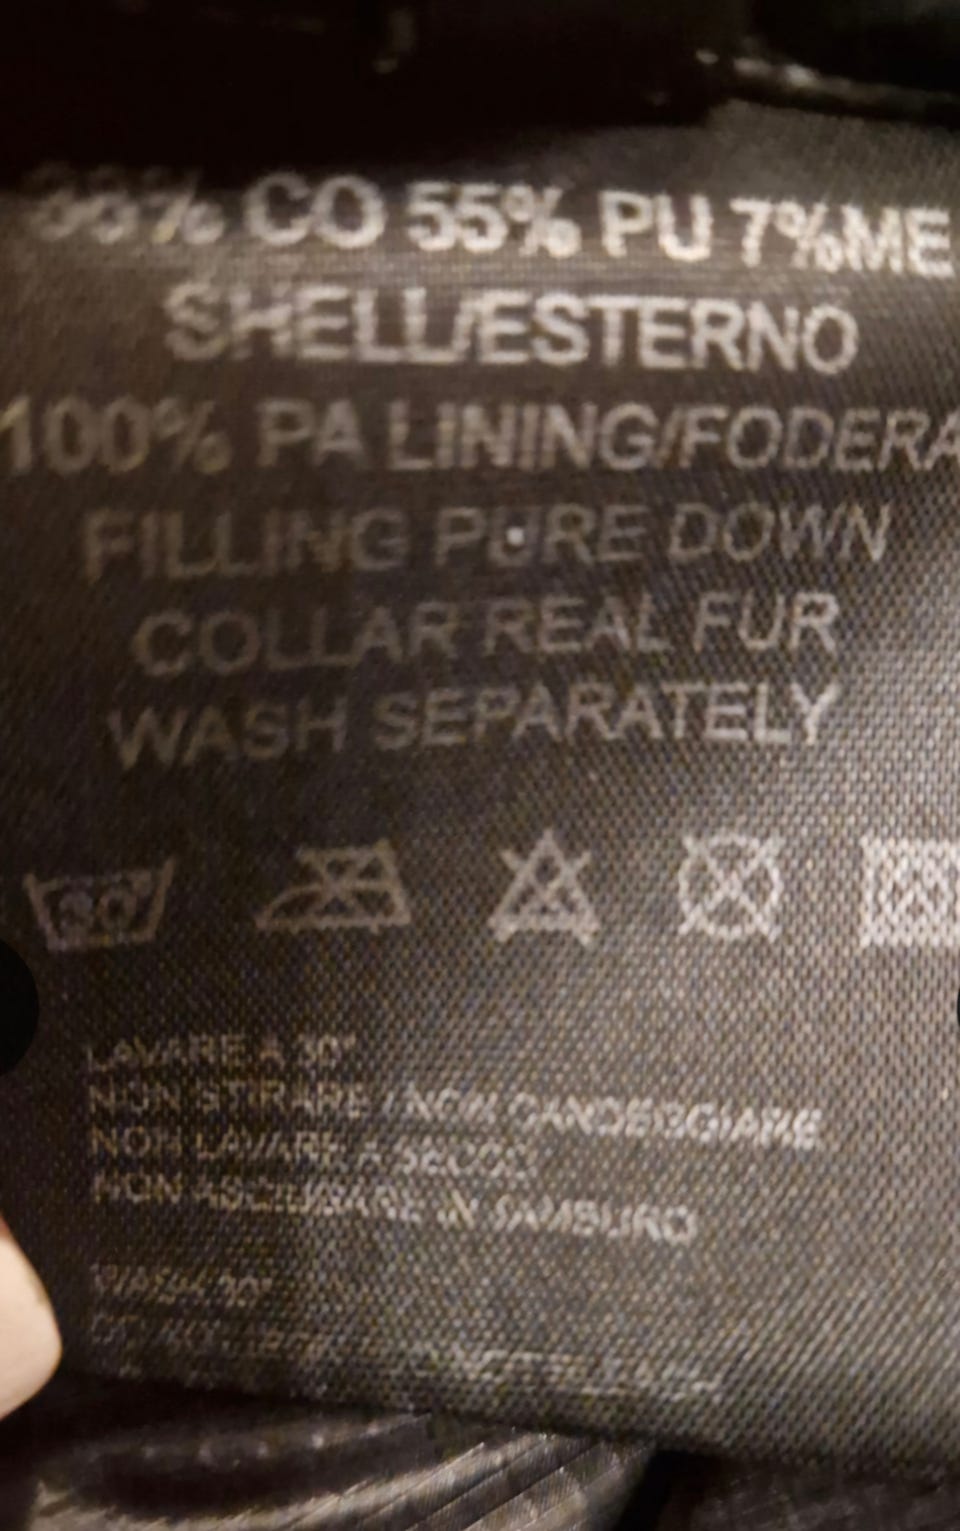 CO 55% PU 7%ME
SHELL/ESTERNO
100% PA LINING/FODERA
FILLING PURE DOWN
COLLAR REAL FUR
WASH SEPARATELY
30°
LAVARE A 30°
NON STIRARE / NON CANDEGGIARE
NON LAVARE A SECCO
NON ASCIUGARE IN TAMBURO
WASH 30°